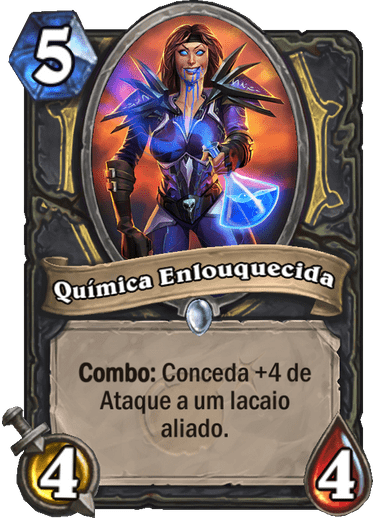 5
Química Enlouquecida
Combo: Conceda +4 de
Ataque a um lacaio
aliado.
4 4